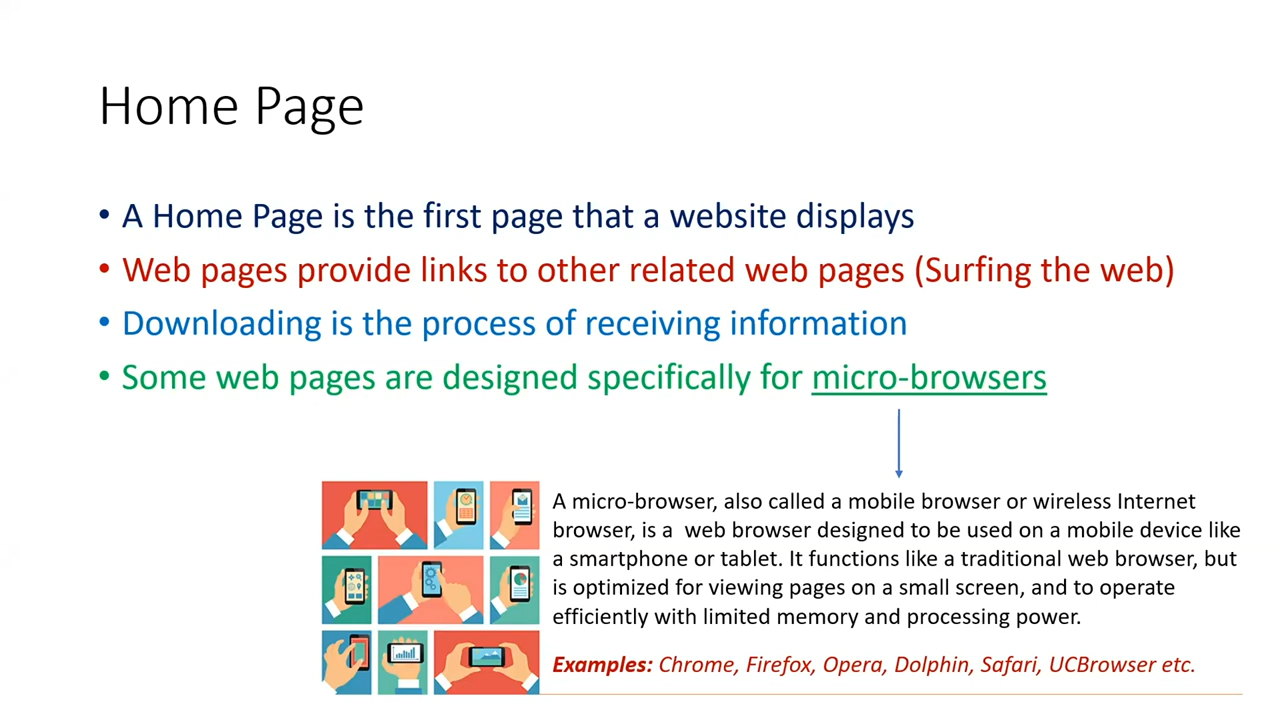 Home Page
• A Home Page is the first page that a website displays
• Web pages provide links to other related web pages (Surfing the web)
• Downloading is the process of receiving information
• Some web pages are designed specifically for micro-browsers
A micro-browser, also called a mobile browser or wireless Internet
browser, is a  web browser designed to be used on a mobile device like
a smartphone or tablet. It functions like a traditional web browser, but
is optimized for viewing pages on a small screen, and to operate
efficiently with limited memory and processing power.
Examples: Chrome, Firefox, Opera, Dolphin, Safari, UCBrowser etc.